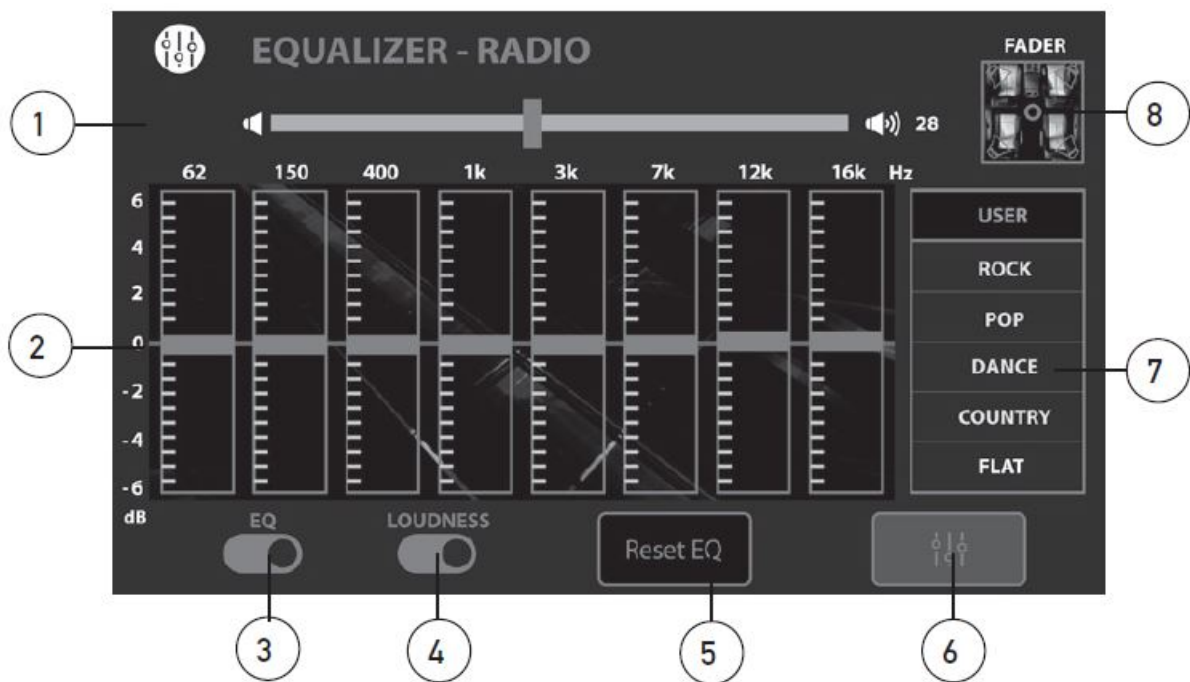 EQUALIZER - RADIO
FADER
1
28
8
62 150 400 1k 3k 7k 12k 16k Hz
6
4
2
0
-2
-4
-6
dB
2
USER
ROCK
POP
DANCE
COUNTRY
FLAT
7
EQ
LOUDNESS
Reset EQ
3
4
5
6